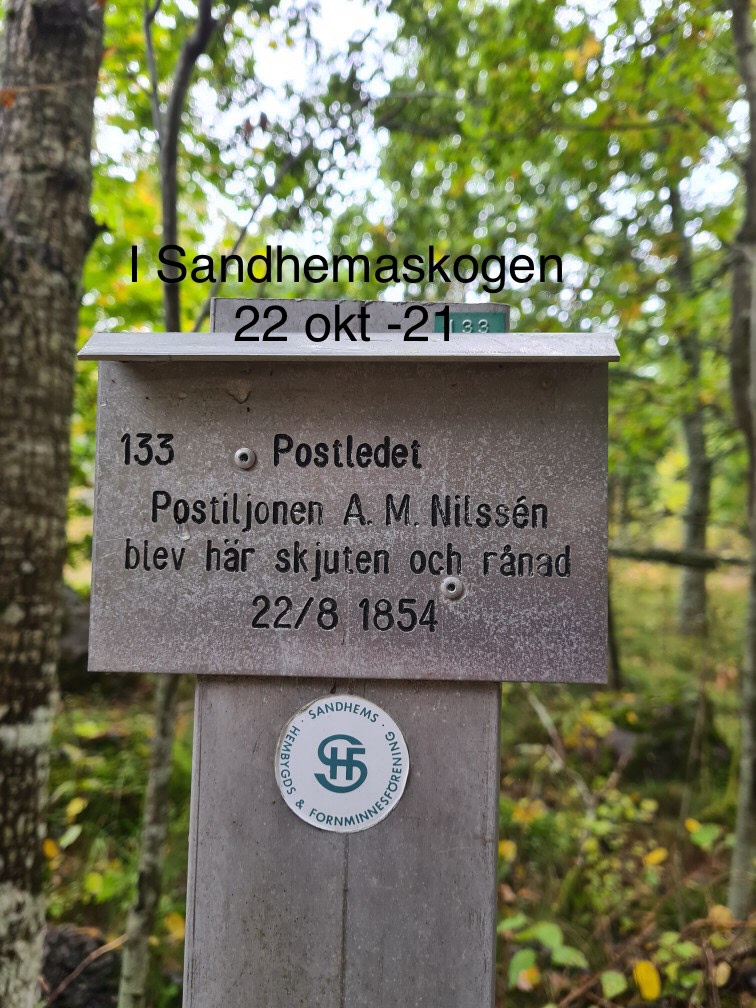 I Sandhemaskogen
22 okt -21
133
133 Postledet
Postiljonen A. M. Nilssén
blev här skjuten och rånad
22/8 1854
SANDHEMS · HEMBYGDS & FORNMINNESFÖRENING ·
SHF